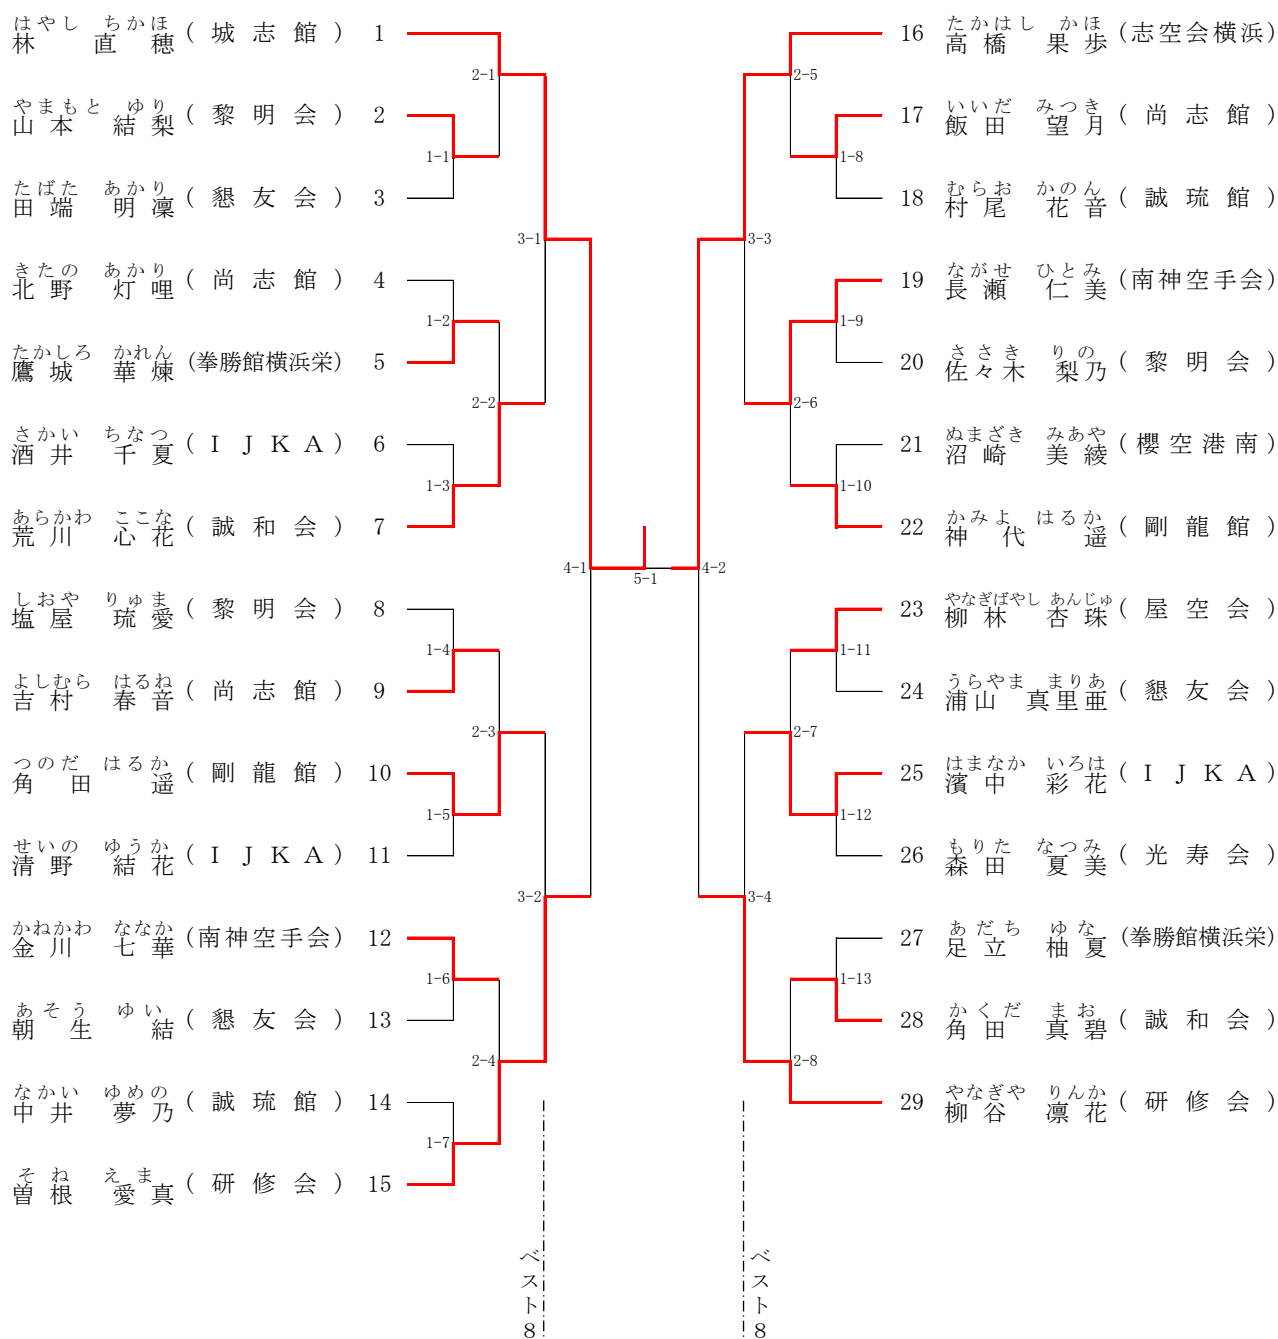 はやし ちかほ
林 直 穂 ( 城 志 館 ) 1
やまもと ゆり
山 本 結 梨 ( 黎 明 会 ) 2
たばた あかり
田 端 明 凜 ( 懇 友 会 ) 3
きたの あかり
北 野 灯 哩 ( 尚 志 館 ) 4
たかしろ かれん
鷹 城 華 煉 (拳勝館横浜栄) 5
さかい ちなつ
酒 井 千 夏 ( I J K A ) 6
あらかわ ここな
荒 川 心 花 ( 誠 和 会 ) 7
しおや りゅま
塩 屋 琉 愛 ( 黎 明 会 ) 8
よしむら はるね
吉 村 春 音 ( 尚 志 館 ) 9
つのだ はるか
角 田 遥 ( 剛 龍 館 ) 10
せいの ゆうか
清 野 結 花 ( I J K A ) 11
かねかわ ななか
金 川 七 華 (南神空手会) 12
あそう ゆい
朝 生 結 ( 懇 友 会 ) 13
なかい ゆめの
中 井 夢 乃 ( 誠 琉 館 ) 14
そね えま
曽 根 愛 真 ( 研 修 会 ) 15
1-1
1-2
1-3
1-4
1-5
1-6
1-7
2-1
2-2
2-3
2-4
3-1
3-2
4-1
5-1
4-2
3-3
3-4
2-5
2-6
2-7
2-8
1-8
1-9
1-10
1-11
1-12
1-13
16 たかはし かほ
高 橋 果 歩 (志空会横浜)
17 いいだ みつき
飯 田 望 月 ( 尚 志 館 )
18 むらお かのん
村 尾 花 音 ( 誠 琉 館 )
19 ながせ ひとみ
長 瀬 仁 美 (南神空手会)
20 ささき りの
佐々木 梨乃 ( 黎 明 会 )
21 ぬまざき みあや
沼 崎 美 綾 (櫻空港南)
22 かみよ はるか
神 代 遥 ( 剛 龍 館 )
23 やなぎばやし あんじゅ
柳 林 杏 珠 ( 屋 空 会 )
24 うらやま まりあ
浦山 真里亜 ( 懇 友 会 )
25 はまなか いろは
濱 中 彩 花 ( I J K A )
26 もりた なつみ
森 田 夏 美 ( 光 寿 会 )
27 あだち ゆな
足 立 柚 夏 (拳勝館横浜栄)
28 かくだ まお
角 田 真 碧 ( 誠 和 会 )
29 やなぎや りんか
柳 谷 凛 花 ( 研 修 会 )
ベスト8
ベスト8